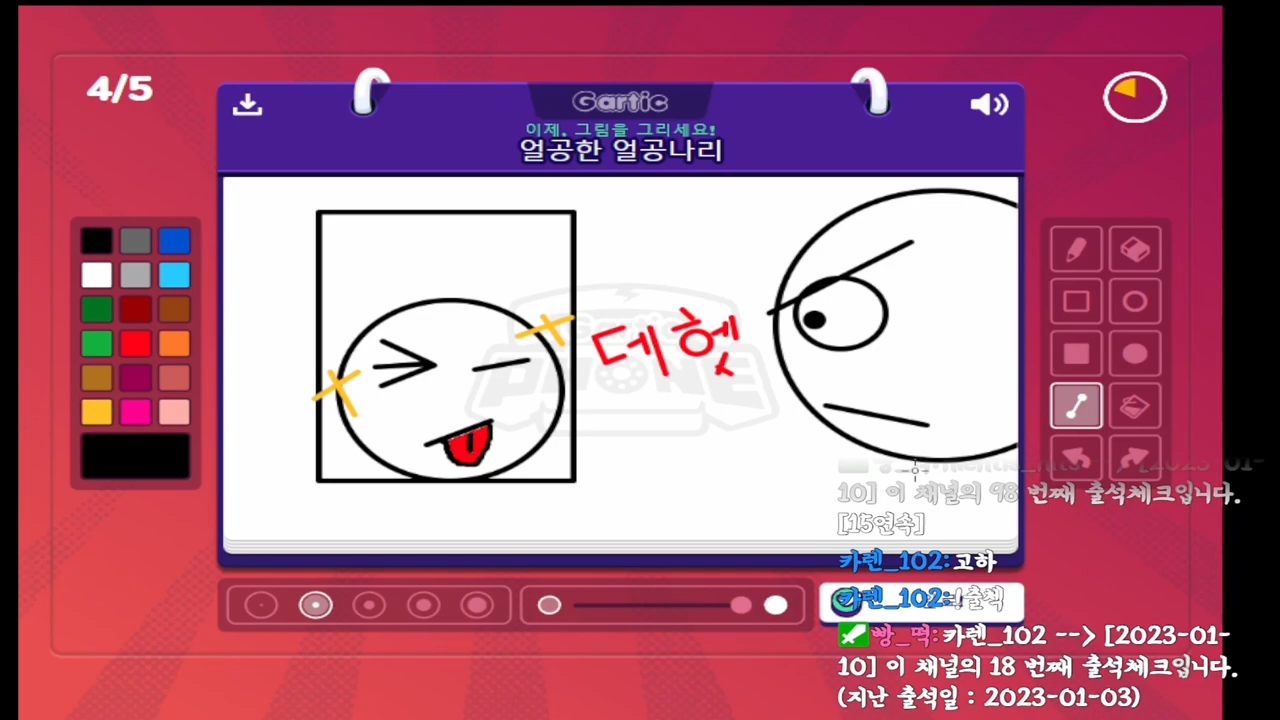 4/5
Gartic
이제, 그림을 그리세요!
얼공한 얼공나리
데헷
Gartic
PHONE
10] 이 채널의 98 번째 출석체크입니다.
[15연속]
카렌_102: 고하
카렌_102: !출첵
빵_떡: 카렌_102 --> [2023-01-
10] 이 채널의 18 번째 출석체크입니다.
(지난 출석일 : 2023-01-03)